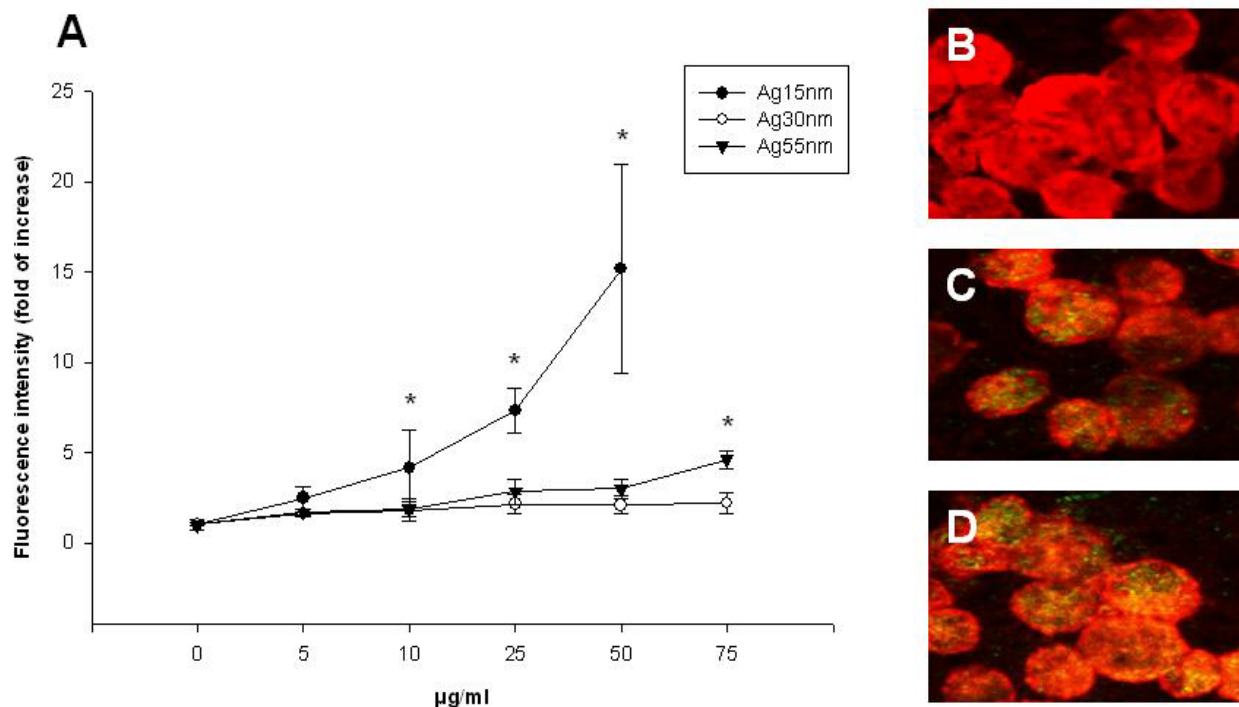 A
25
20
15
10
5
0
Fluorescence intensity (fold of increase)
Ag15nm
Ag30nm
Ag55nm
*
*
*
*
0 5 10 25 50 75
µg/ml
B
C
D